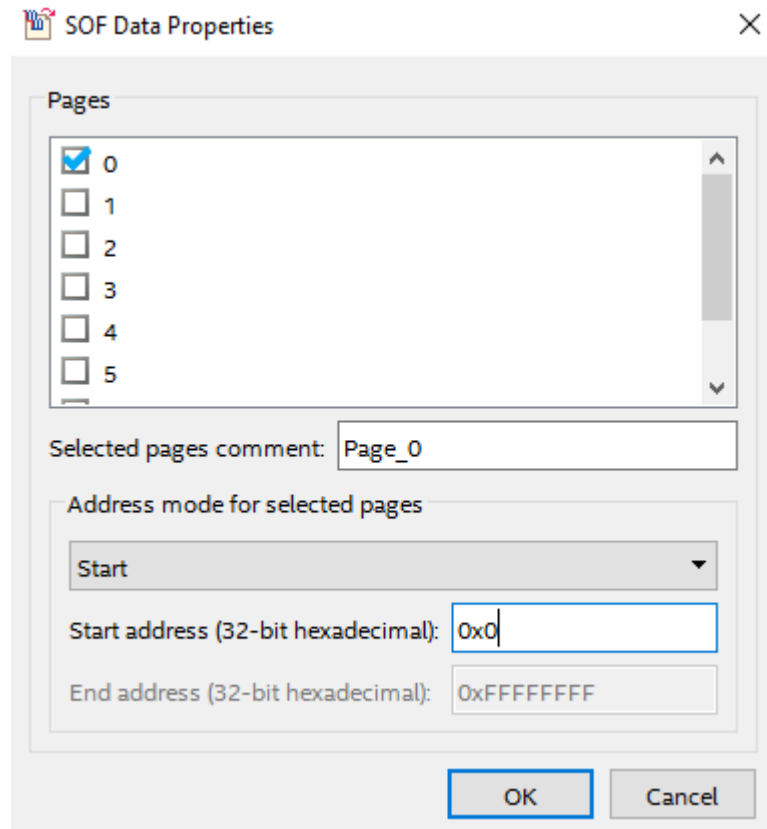 SOF Data Properties
Pages
0
1
2
3
4
5
Selected pages comment: Page_0
Address mode for selected pages
Start
Start address (32-bit hexadecimal): 0x0
End address (32-bit hexadecimal): 0xFFFFFFFF
OK Cancel